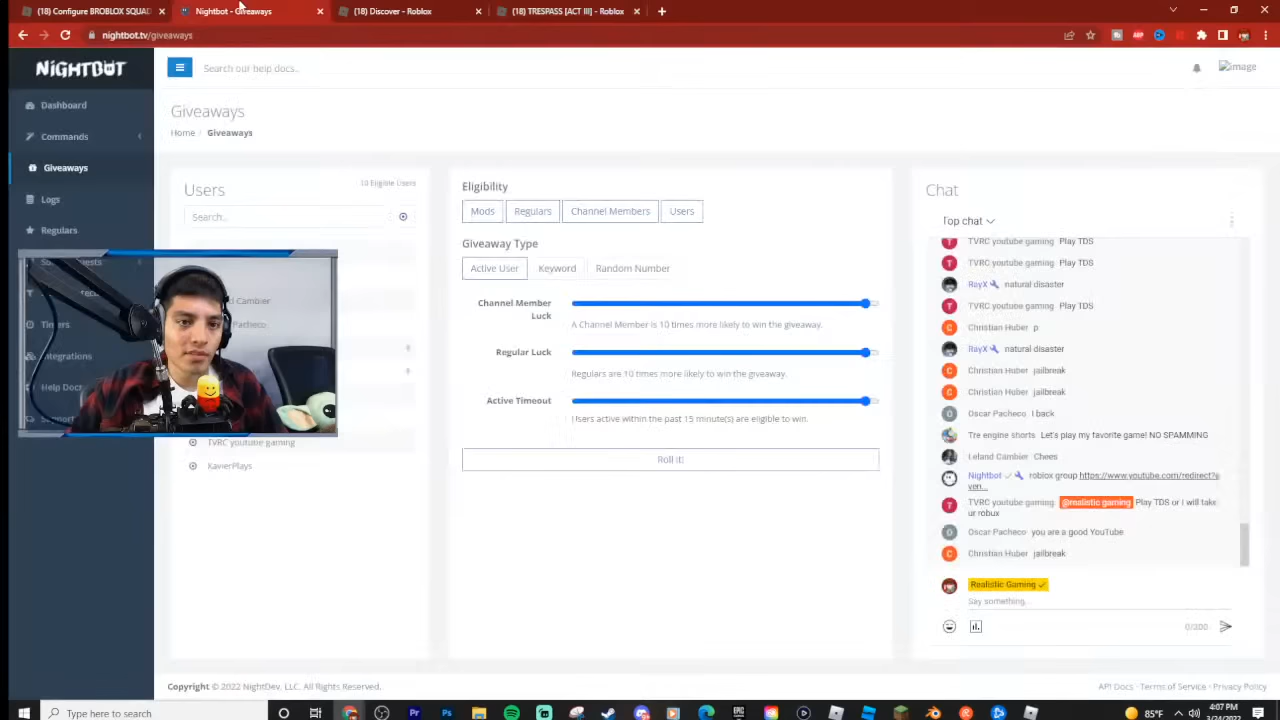 (18) Configure BROBLOX SQUAD
Nightbot - Giveaways
(18) Discover - Roblox
(18) TRESPASS [ACT III] - Roblox
nightbot.tv/giveaways
NIGHTBOT
Search our help docs..
image
Dashboard
Commands
Giveaways
Logs
Regulars
Timers
Integrations
Help Docs
Support
Giveaways
Home / Giveaways
Users
10 Eligible Users
Search...
Cambier
Pacheco
TVRC youtube gaming
KavierPlays
Eligibility
Mods
Regulars
Channel Members
Users
Giveaway Type
Active User
Keyword
Random Number
Channel Member Luck
A Channel Member is 10 times more likely to win the giveaway.
Regular Luck
Regulars are 10 times more likely to win the giveaway.
Active Timeout
Users active within the past 15 minute(s) are eligible to win.
Roll It!
Chat
Top chat
TVRC youtube gaming Play TDS
TVRC youtube gaming Play TDS
RayX natural disaster
TVRC youtube gaming Play TDS
Christian Huber p
RayX natural disaster
Christian Huber jailbreak
Christian Huber jailbreak
Oscar Pacheco I back
Tre engine shorts Let's play my favorite game! NO SPAMMING
Leland Cambier Chees
Nightbot roblox group https://www.youtube.com/redirect?e
ven...
TVRC youtube gaming @realistic gaming Play TDS or I will take
ur robux
Oscar Pacheco you are a good YouTube
Christian Huber jailbreak
Realistic Gaming
Say something...
0/200
Copyright © 2022 NightDev, LLC. All Rights Reserved.
API Docs - Terms of Service - Privacy Policy
Type here to search
85°F
4:07 PM
3/24/2022